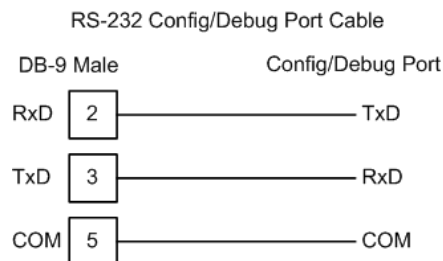 RS-232 Config/Debug Port Cable
DB-9 Male Config/Debug Port
RxD 2 TxD
TxD 3 RxD
COM 5 COM